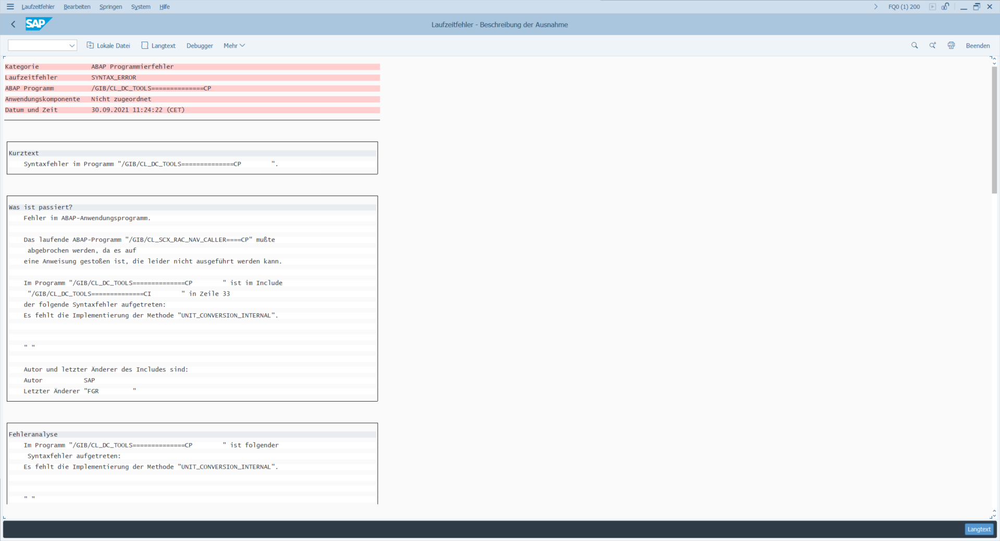 Laufzeitfehler Bearbeiten Springen System Hilfe FQ0 (1) 200
SAP Laufzeitfehler - Beschreibung der Ausnahme
Lokale Datei Langtext Debugger Mehr Beenden
Kategorie ABAP Programmierfehler
Laufzeitfehler SYNTAX_ERROR
ABAP Programm /GIB/CL_DC_TOOLS==============CP
Anwendungskomponente Nicht zugeordnet
Datum und Zeit 30.09.2021 11:24:22 (CET)
Kurztext
Syntaxfehler im Programm "/GIB/CL_DC_TOOLS==============CP        ".
Was ist passiert?
Fehler im ABAP-Anwendungsprogramm.
Das laufende ABAP-Programm "/GIB/CL_SCX_RAC_NAV_CALLER====CP" mußte
abgebrochen werden, da es auf
eine Anweisung gestoßen ist, die leider nicht ausgeführt werden kann.
Im Programm "/GIB/CL_DC_TOOLS==============CP        " ist im Include
"/GIB/CL_DC_TOOLS==============CI        " in Zeile 33
der folgende Syntaxfehler aufgetreten:
Es fehlt die Implementierung der Methode "UNIT_CONVERSION_INTERNAL".
" "
Autor und letzter Änderer des Includes sind:
Autor           SAP
Letzter Änderer "FGR         "
Fehleranalyse
Im Programm "/GIB/CL_DC_TOOLS==============CP        " ist folgender
Syntaxfehler aufgetreten:
Es fehlt die Implementierung der Methode "UNIT_CONVERSION_INTERNAL".
" "
Langtext